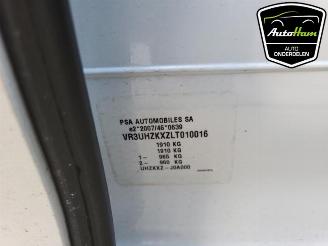 AutoHam
AUTO-ONDERDELEN
PSA AUTOMOBILES SA
e2*2007/46*0639
VR3UHZKXZLT010016
1910 KG
1910 KG
1- 965 KG
2- 960 KG
UHZKXZ-J0A000